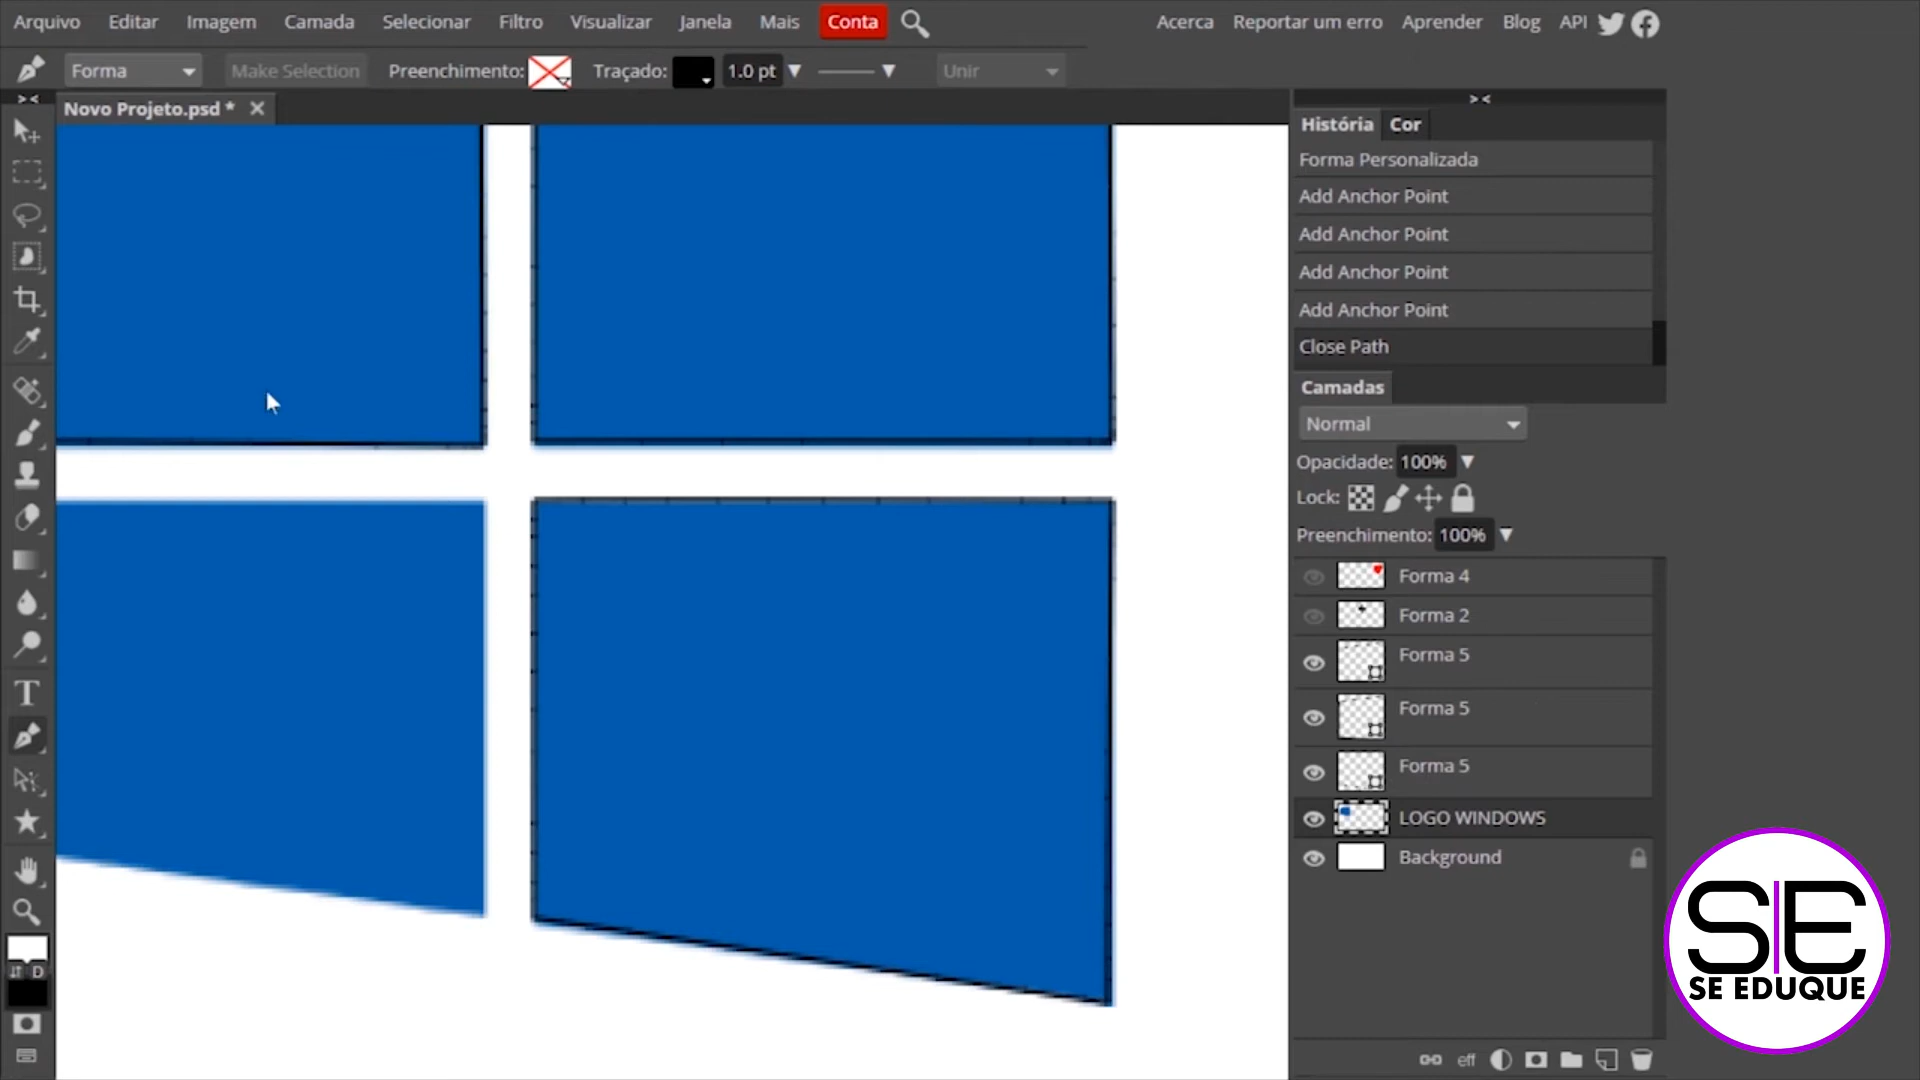 Arquivo Editar Imagem Camada Selecionar Filtro Visualizar Janela Mais Conta Acerca Reportar um erro Aprender Blog API
Forma Make Selection Preenchimento: Traçado: 1.0 pt Unir
Novo Projeto.psd *
História Cor
Forma Personalizada
Add Anchor Point
Add Anchor Point
Add Anchor Point
Add Anchor Point
Close Path
Camadas
Normal
Opacidade: 100%
Lock:
Preenchimento: 100%
Forma 4
Forma 2
Forma 5
Forma 5
Forma 5
LOGO WINDOWS
Background
T
D
eff
SE
SE EDUQUE